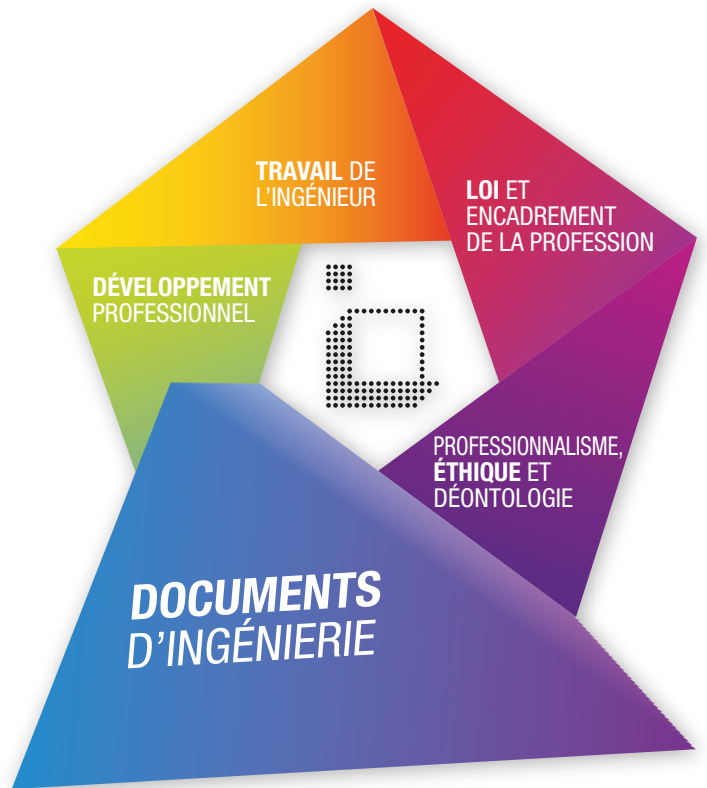 TRAVAIL DE
L'INGÉNIEUR
LOI ET
ENCADREMENT
DE LA PROFESSION
DÉVELOPPEMENT
PROFESSIONNEL
PROFESSIONNALISME,
ÉTHIQUE ET
DÉONTOLOGIE
DOCUMENTS
D’INGÉNIERIE